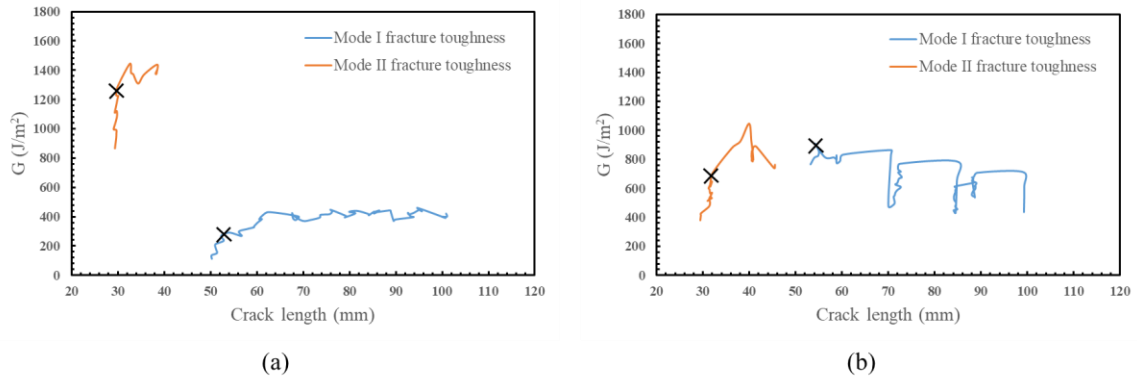 1800
1600
1400
1200
1000
800
600
400
200
0
G (J/m²)
Mode I fracture toughness
Mode II fracture toughness
20 30 40 50 60 70 80 90 100 110 120
Crack length (mm)
(a)
1800
1600
1400
1200
1000
800
600
400
200
0
G (J/m²)
Mode I fracture toughness
Mode II fracture toughness
20 30 40 50 60 70 80 90 100 110 120
Crack length (mm)
(b)